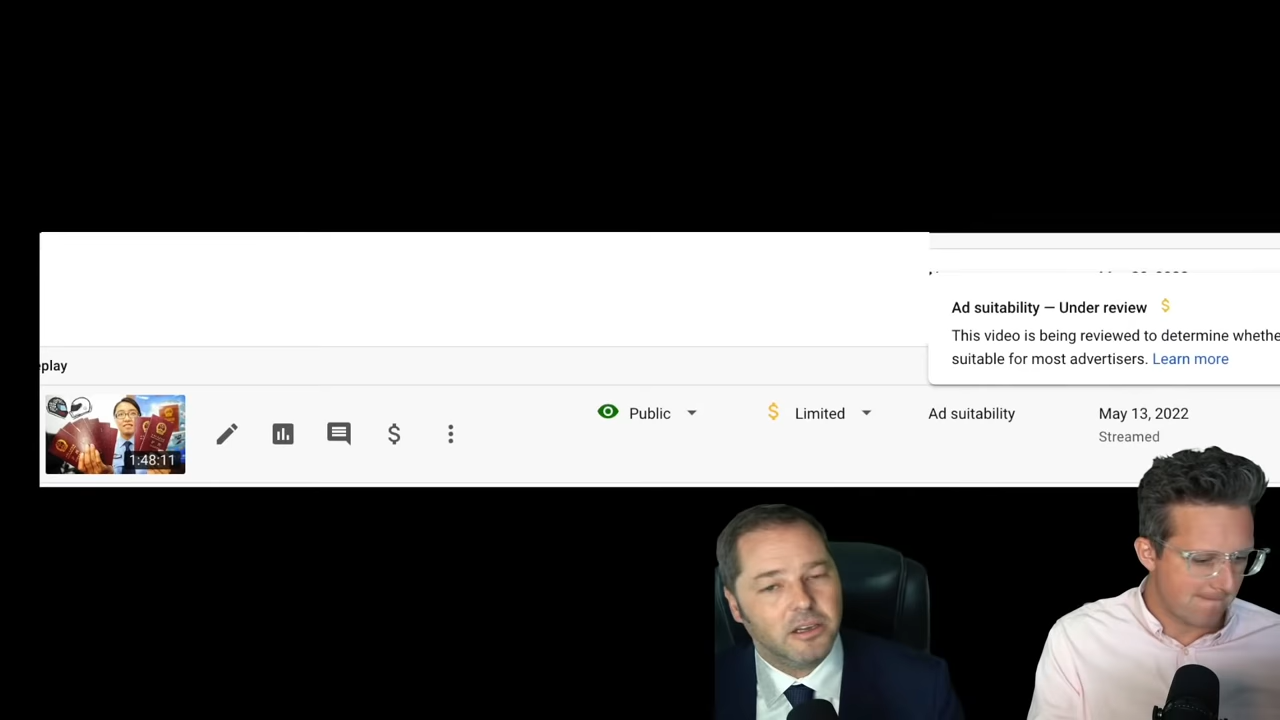 Ad suitability — Under review
This video is being reviewed to determine whethe
suitable for most advertisers. Learn more
eplay
1:48:11
Public
Limited
Ad suitability
May 13, 2022
Streamed